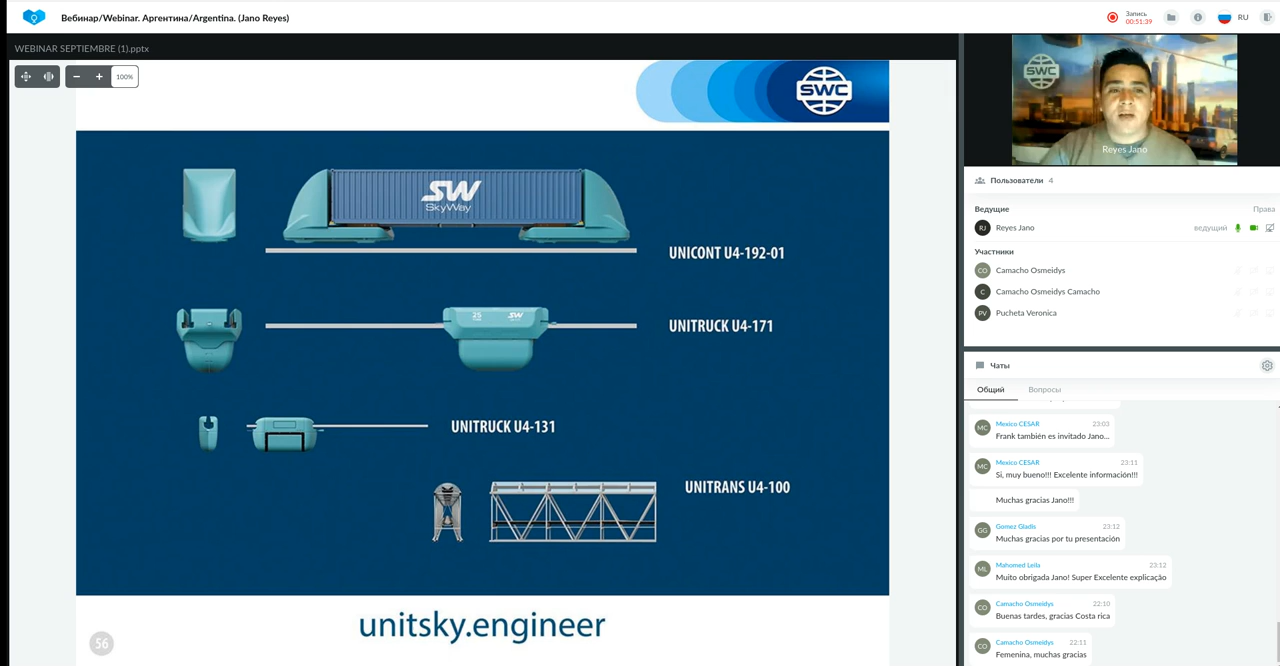 Вебинар/Webinar. Аргентина/Argentina. (Jano Reyes)
Запись
00:51:39
RU
WEBINAR SEPTIEMBRE (1).pptx
100%
SWC
SW
SkyWay
UNICONT U4-192-01
25
SW
UNITRUCK U4-171
UNITRUCK U4-131
UNITRANS U4-100
unitsky.engineer
56
SWC
Reyes Jano
Пользователи 4
Ведущие Права
RJ Reyes Jano ведущий
Участники
CO Camacho Osmeidys
C Camacho Osmeidys Camacho
PV Pucheta Veronica
Чаты
Общий Вопросы
MC Mexico CESAR 23:03
Frank también es invitado Jano...
MC Mexico CESAR 23:11
Si, muy bueno!!! Excelente información!!!
Muchas gracias Jano!!!
GG Gomez Gladis 23:12
Muchas gracias por tu presentación
ML Mahomed Leila 23:12
Muito obrigada Jano! Super Excelente explicação
CO Camacho Osmeidys 22:10
Buenas tardes, gracias Costa rica
CO Camacho Osmeidys 22:11
Femenina, muchas gracias